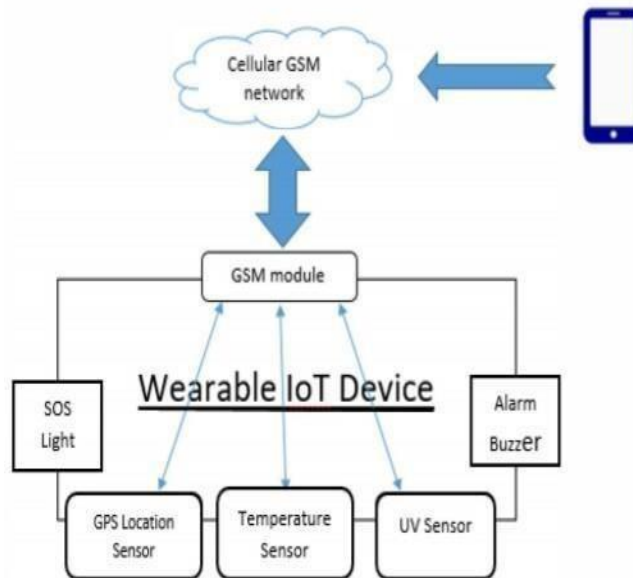 Cellular GSM
network
GSM module
Wearable IoT Device
SOS
Light
Alarm
Buzzer
GPS Location
Sensor
Temperature
Sensor
UV Sensor